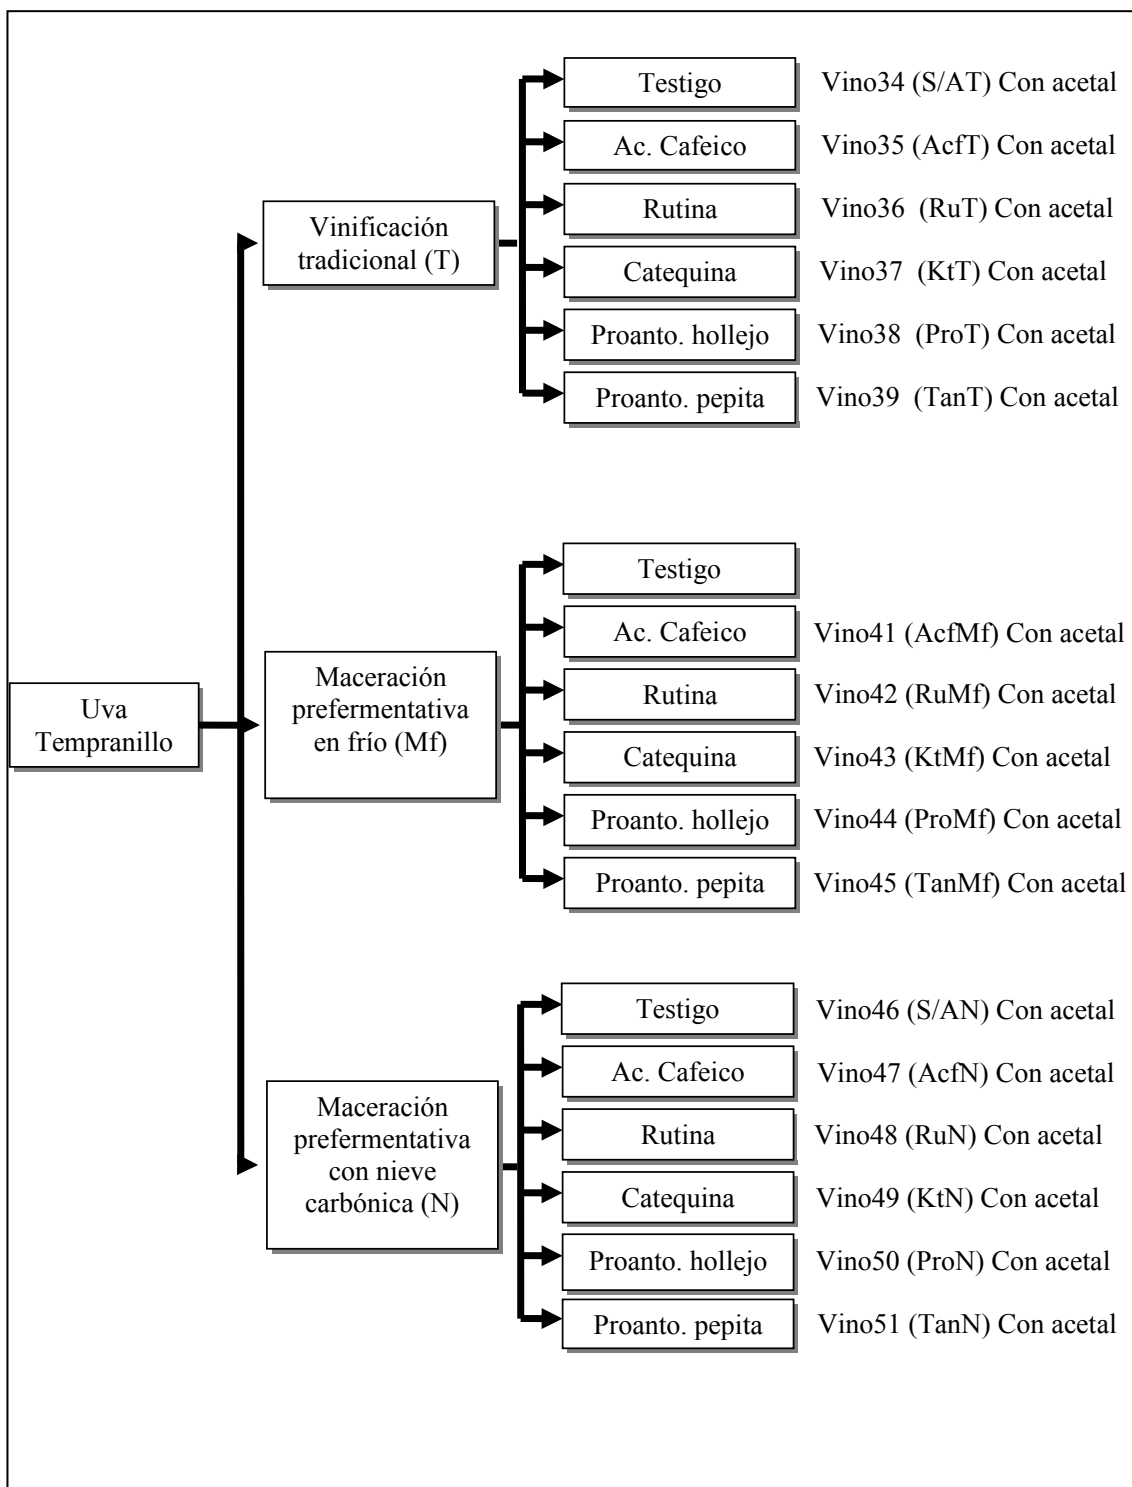 Uva
Tempranillo
Vinificación
tradicional (T)
Testigo
Vino34 (S/AT) Con acetal
Ac. Cafeico
Vino35 (AcfT) Con acetal
Rutina
Vino36 (RuT) Con acetal
Catequina
Vino37 (KtT) Con acetal
Proanto. hollejo
Vino38 (ProT) Con acetal
Proanto. pepita
Vino39 (TanT) Con acetal
Maceración
prefermentativa
en frío (Mf)
Testigo
Ac. Cafeico
Vino41 (AcfMf) Con acetal
Rutina
Vino42 (RuMf) Con acetal
Catequina
Vino43 (KtMf) Con acetal
Proanto. hollejo
Vino44 (ProMf) Con acetal
Proanto. pepita
Vino45 (TanMf) Con acetal
Maceración
prefermentativa
con nieve
carbónica (N)
Testigo
Vino46 (S/AN) Con acetal
Ac. Cafeico
Vino47 (AcfN) Con acetal
Rutina
Vino48 (RuN) Con acetal
Catequina
Vino49 (KtN) Con acetal
Proanto. hollejo
Vino50 (ProN) Con acetal
Proanto. pepita
Vino51 (TanN) Con acetal